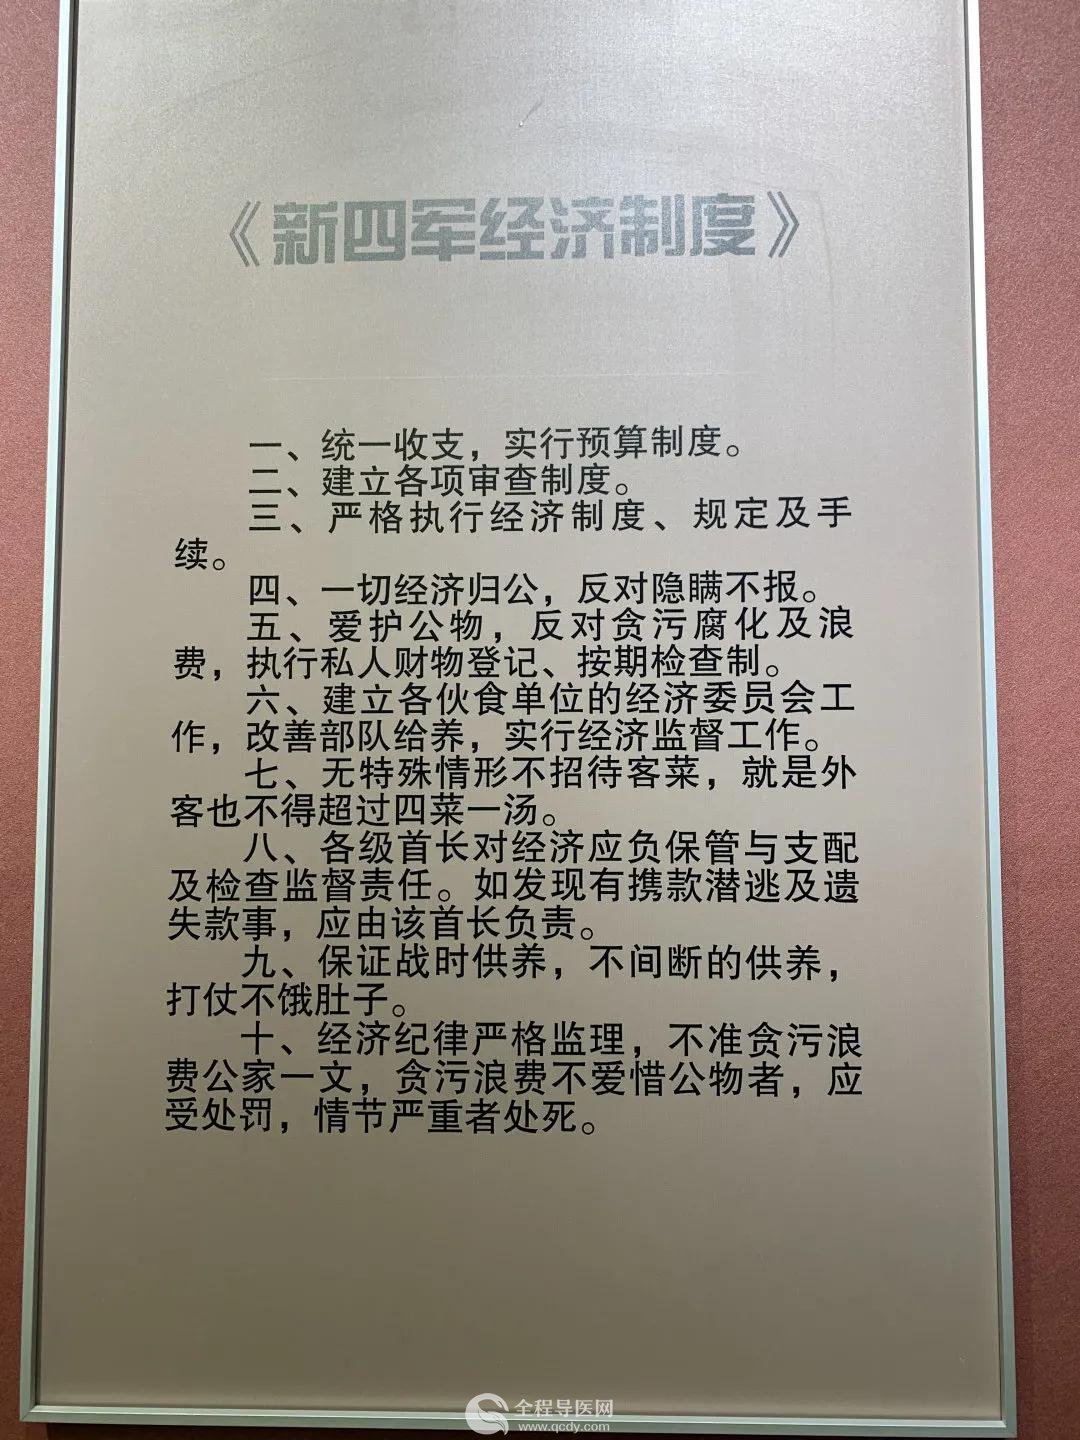 《新四军经济制度》
一、统一收支，实行预算制度。
二、建立各项审查制度。
三、严格执行经济制度、规定及手
续。
四、一切经济归公，反对隐瞒不报。
五、爱护公物，反对贪污腐化及浪
费，执行私人财物登记、按期检查制。
六、建立各伙食单位的经济委员会工
作，改善部队给养，实行经济监督工作。
七、无特殊情形不招待客菜，就是外
客也不得超过四菜一汤。
八、各级首长对经济应负保管与支配
及检查监督责任。如发现有携款潜逃及遗
失款事，应由该首长负责。
九、保证战时供养，不间断的供养，
打仗不饿肚子。
十、经济纪律严格监理，不准贪污浪
费公家一文，贪污浪费不爱惜公物者，应
受处罚，情节严重者处死。
全程导医网
www.qcdy.com